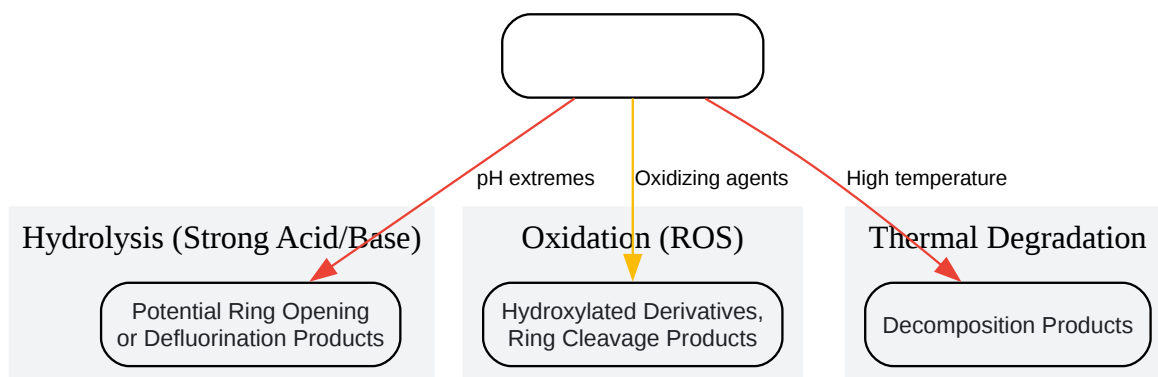 pH extremes
Oxidizing agents
High temperature
Hydrolysis (Strong Acid/Base)
Oxidation (ROS)
Thermal Degradation
Potential Ring Opening
or Defluorination Products
Hydroxylated Derivatives,
Ring Cleavage Products
Decomposition Products